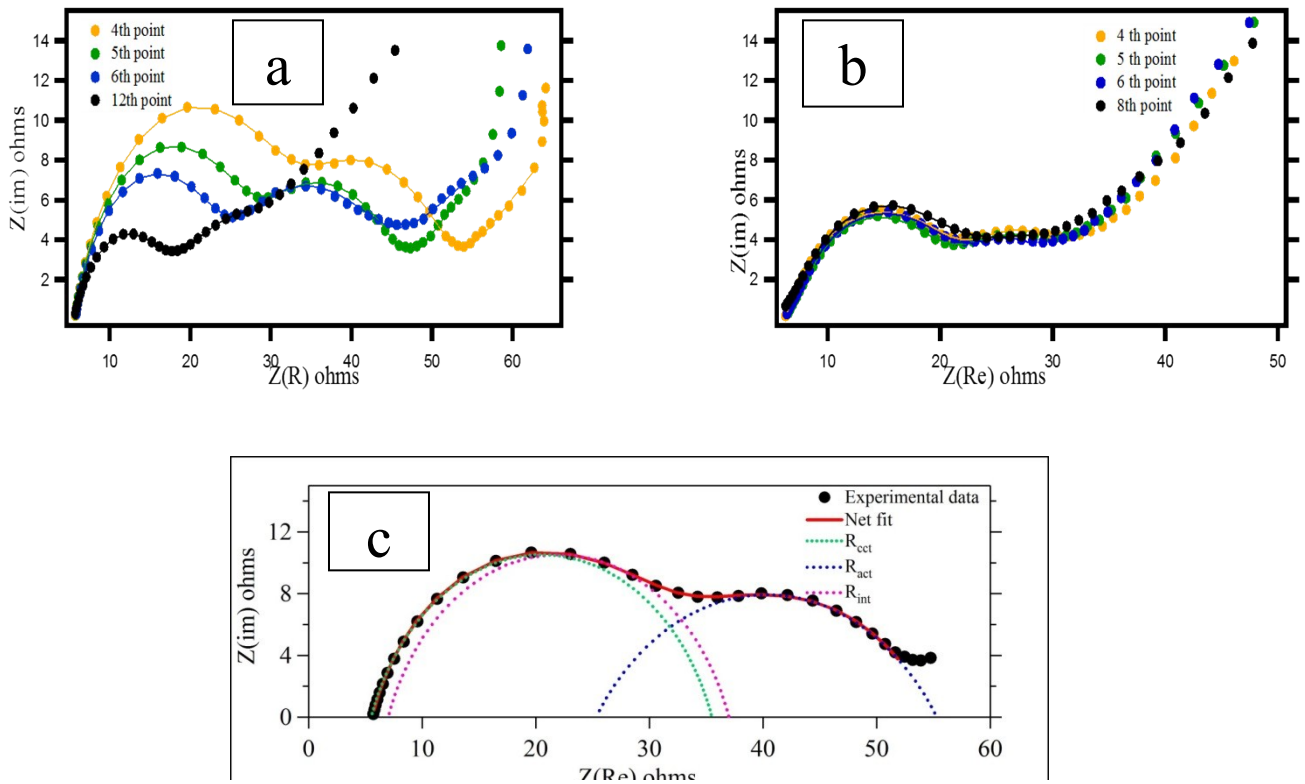 a
4th point
5th point
6th point
12th point
14
12
10
8
6
4
2
Z(im) ohms
10 20 30 40 50 60
Z(R) ohms
b
4 th point
5 th point
6 th point
8th point
14
12
10
8
6
4
2
Z(im) ohms
10 20 30 40 50
Z(Re) ohms
c
Experimental data
Net fit
Rcct
Ract
Rint
12
8
4
0
Z(im) ohms
0 10 20 30 40 50 60
Z(Re) ohms